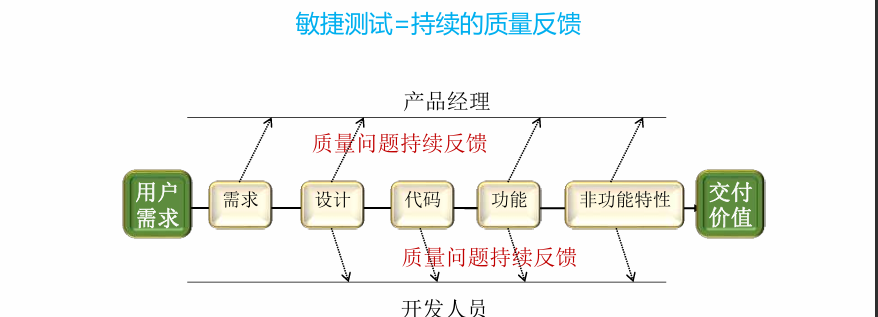 敏捷测试=持续的质量反馈
产品经理
质量问题持续反馈
用户
需求
需求
设计
代码
功能
非功能特性
交付
价值
质量问题持续反馈
开发人员